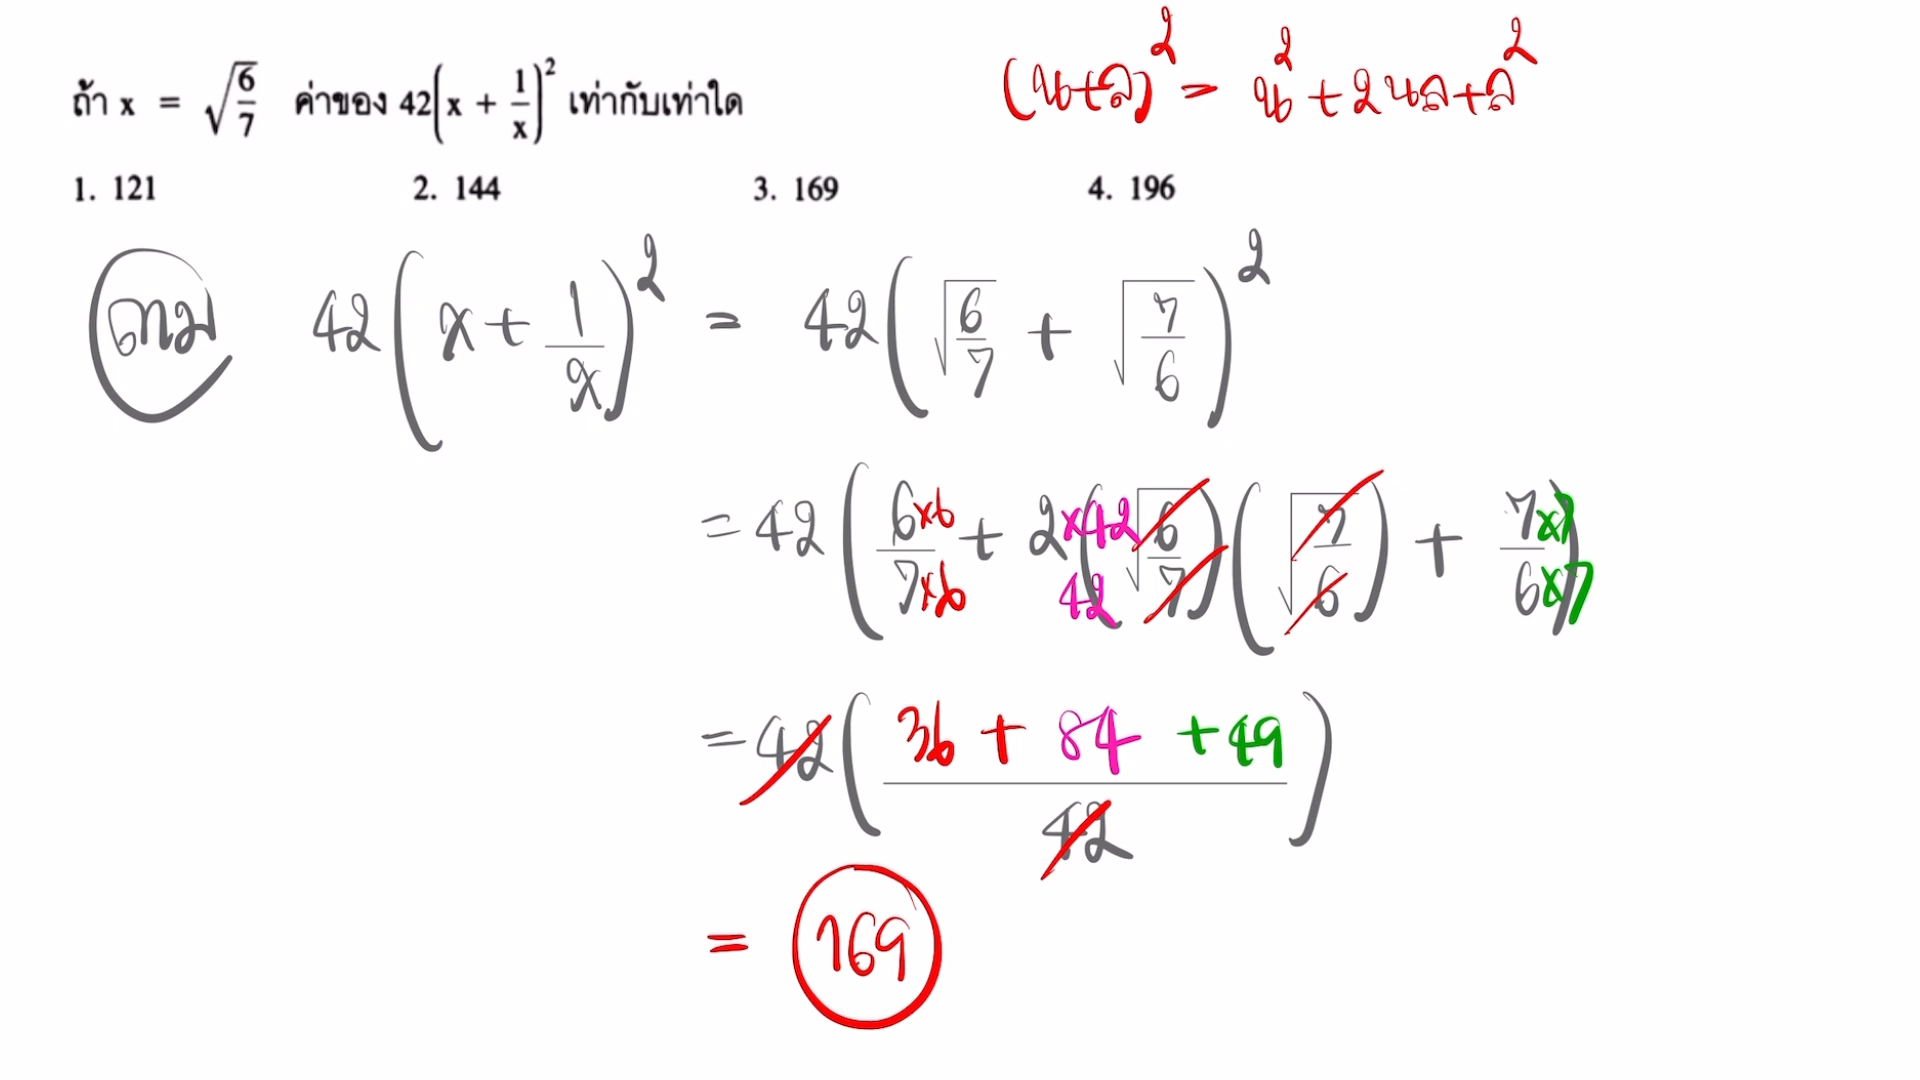 ถ้า x = √(6/7) ค่าของ 42(x + 1/x)² เท่ากับเท่าใด
(น+ล)² = น² + 2นล + ล²
1. 121 2. 144 3. 169 4. 196
ถาม 42(x + 1/x)² = 42(√(6/7) + √(7/6))²
= 42(6×6/7×6 + 2×42/42(√(6/7))(√(7/6)) + 7×7/6×7)
= 42((36 + 84 + 49)/42)
= 169